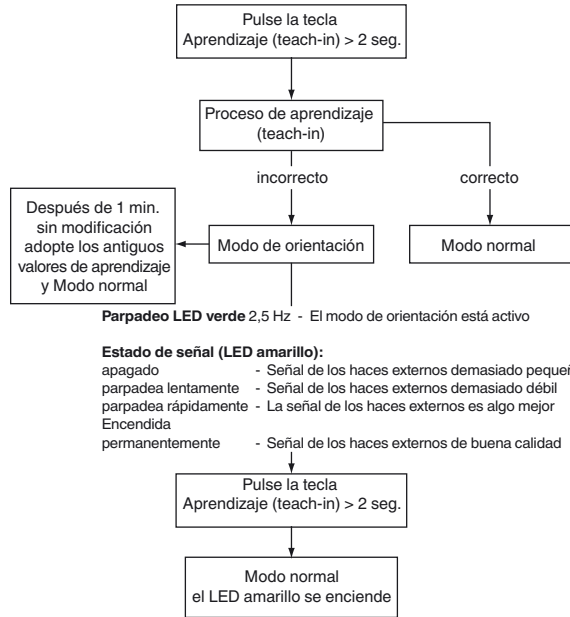 Pulse la tecla
Aprendizaje (teach-in) > 2 seg.
Proceso de aprendizaje
(teach-in)
incorrecto
correcto
Después de 1 min.
sin modificación
adopte los antiguos
valores de aprendizaje
y Modo normal
Modo de orientación
Modo normal
Parpadeo LED verde 2,5 Hz - El modo de orientación está activo
Estado de señal (LED amarillo):
apagado - Señal de los haces externos demasiado pequeñ
parpadea lentamente - Señal de los haces externos demasiado débil
parpadea rápidamente - La señal de los haces externos es algo mejor
Encendida
permanentemente - Señal de los haces externos de buena calidad
Pulse la tecla
Aprendizaje (teach-in) > 2 seg.
Modo normal
el LED amarillo se enciende